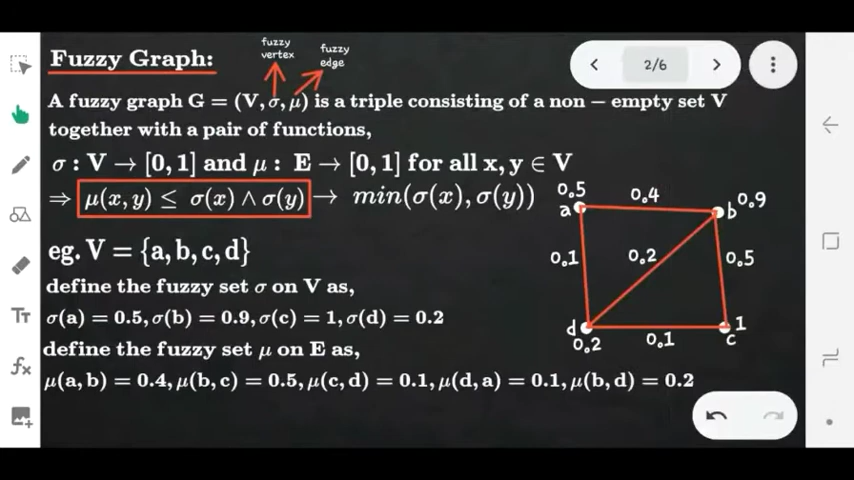 fuzzy vertex
fuzzy edge
Fuzzy Graph:
2/6
A fuzzy graph G = (V, σ, μ) is a triple consisting of a non − empty set V
together with a pair of functions,
σ : V → [0, 1] and μ : E → [0, 1] for all x, y ∈ V
⇒ μ(x, y) ≤ σ(x) ∧ σ(y) → min(σ(x), σ(y))
eg. V = {a, b, c, d}
define the fuzzy set σ on V as,
σ(a) = 0.5, σ(b) = 0.9, σ(c) = 1, σ(d) = 0.2
define the fuzzy set μ on E as,
μ(a, b) = 0.4, μ(b, c) = 0.5, μ(c, d) = 0.1, μ(d, a) = 0.1, μ(b, d) = 0.2
0.5
0.4
0.9
a
b
0.1
0.2
0.5
d
1
0.2
0.1
c
Tт
fx